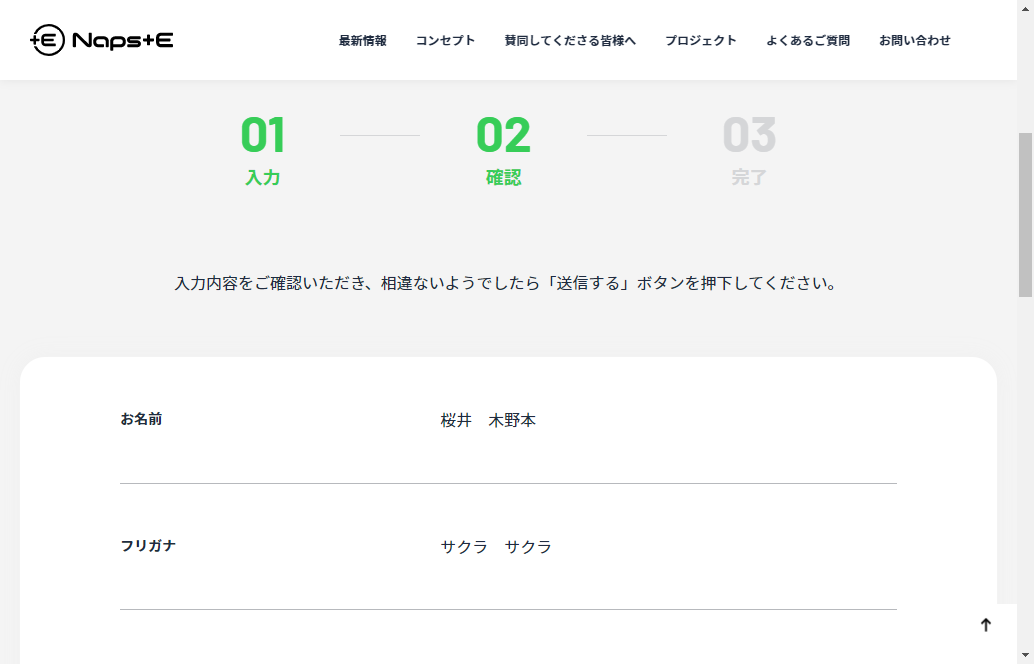 +E Naps+E
最新情報 コンセプト 賛同してくださる皆様へ プロジェクト よくあるご質問 お問い合わせ
01 02 03
入力 確認 完了
入力内容をご確認いただき、相違ないようでしたら「送信する」ボタンを押下してください。
お名前 桜井　木野本
フリガナ サクラ　サクラ